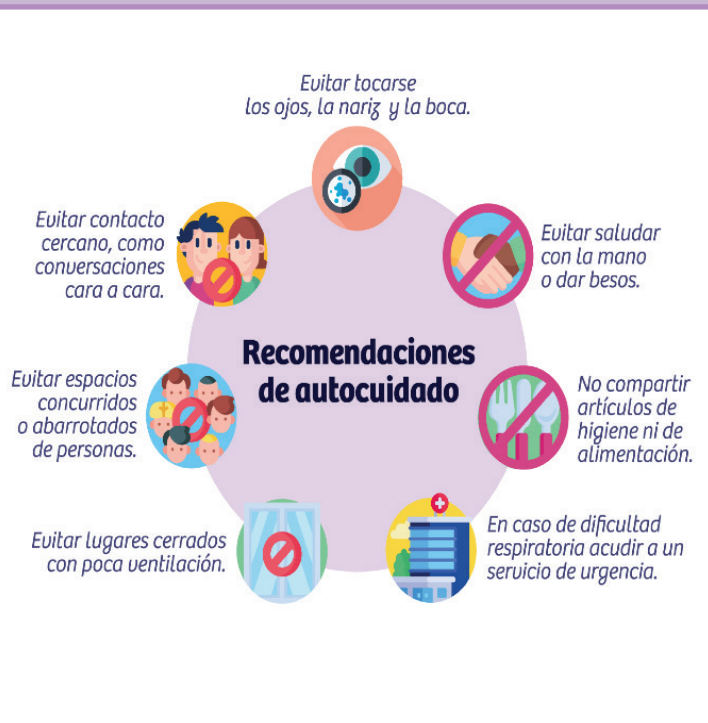 Evitar tocarse
los ojos, la nariz y la boca.
Evitar saludar
con la mano
o dar besos.
No compartir
artículos de
higiene ni de
alimentación.
En caso de dificultad
respiratoria acudir a un
servicio de urgencia.
Evitar lugares cerrados
con poca ventilación.
Evitar espacios
concurridos
o abarrotados
de personas.
Evitar contacto
cercano, como
conversaciones
cara a cara.
Recomendaciones
de autocuidado